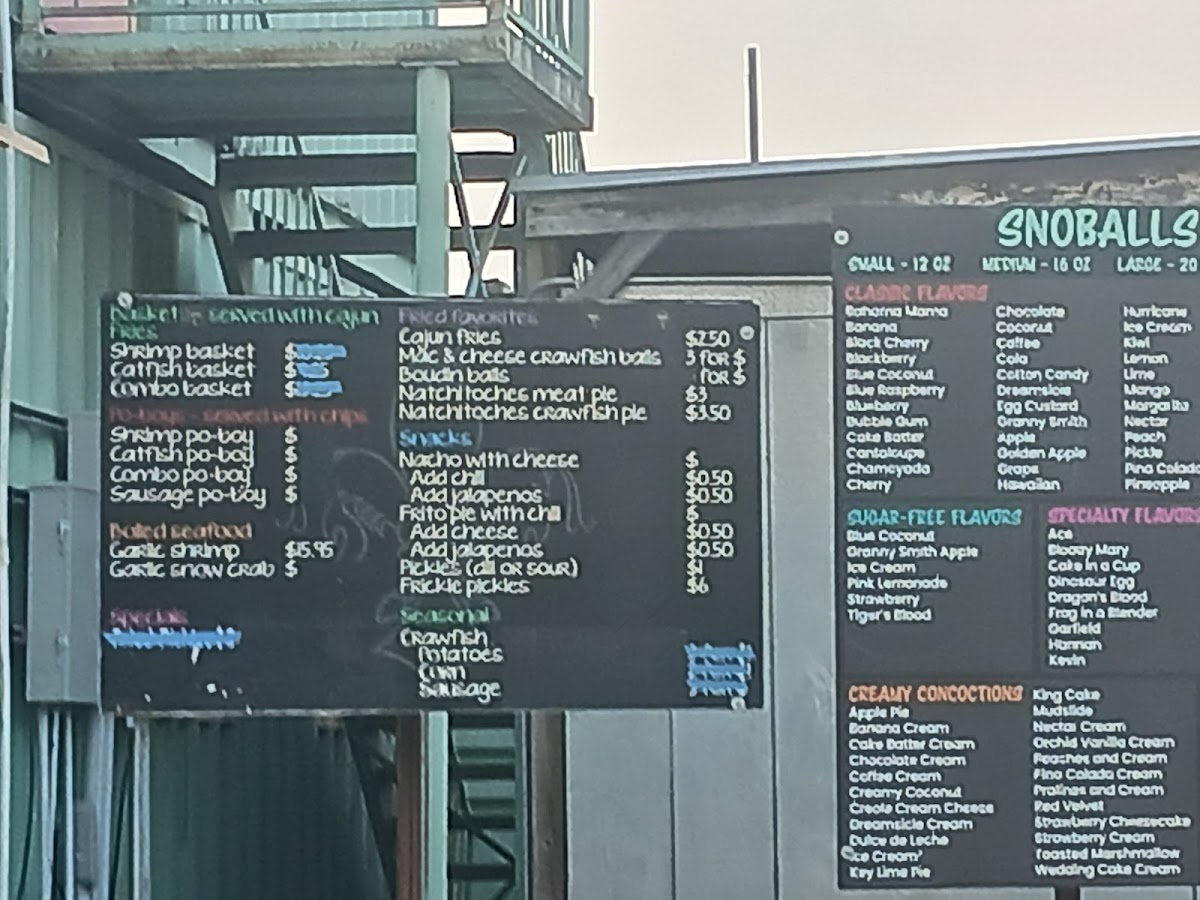 Basket - served with cajun
fries
Shrimp basket $
Catfish basket $
Combo basket $
Po-boys - served with chips
Shrimp po-boy $
Catfish po-boy $
Combo po-boy $
Sausage po-boy $
Boiled seafood
Garlic shrimp $15.95
Garlic snow crab $
Specials
Fried favorites
Cajun fries $2.50
Mac & cheese crawfish balls 3 for $
Boudin balls for $
Natchitoches meat pie $3
Natchitoches crawfish pie $3.50
Snacks
Nacho with cheese $
Add chili $0.50
Add jalapenos $0.50
Frito pie with chili $
Add cheese $0.50
Add jalapenos $0.50
Pickles (dill or sour) $1
Frickle pickles $6
Seasonal
Crawfish
Potatoes
Corn
Sausage
SNOBALLS
SMALL - 12 OZ MEDIUM - 16 OZ LARGE - 20
CLASSIC FLAVORS
Bahama Mama
Banana
Black Cherry
Blackberry
Blue Coconut
Blue Raspberry
Blueberry
Bubble Gum
Cake Batter
Cantaloupe
Chamoyada
Cherry
Chocolate
Coconut
Coffee
Cola
Cotton Candy
Dreamsicle
Egg Custard
Granny Smith
Apple
Golden Apple
Grape
Hawaiian
Hurricane
Ice Cream
Kiwi
Lemon
Lime
Mango
Margarita
Nectar
Peach
Pickle
Pina Colada
Pineapple
SUGAR-FREE FLAVORS
Blue Coconut
Granny Smith Apple
Ice Cream
Pink Lemonade
Strawberry
Tiger's Blood
SPECIALTY FLAVORS
Ace
Bloody Mary
Cake in a Cup
Dinosaur Egg
Dragon's Blood
Frog in a Blender
Garfield
Hannah
Kevin
CREAMY CONCOCTIONS
Apple Pie
Banana Cream
Cake Batter Cream
Chocolate Cream
Coffee Cream
Creamy Coconut
Creole Cream Cheese
Dreamsicle Cream
Dulce de Leche
Ice Cream
Key Lime Pie
King Cake
Mudslide
Nectar Cream
Orchid Vanilla Cream
Peaches and Cream
Pina Colada Cream
Pralines and Cream
Red Velvet
Strawberry Cheesecake
Strawberry Cream
Toasted Marshmallow
Wedding Cake Cream